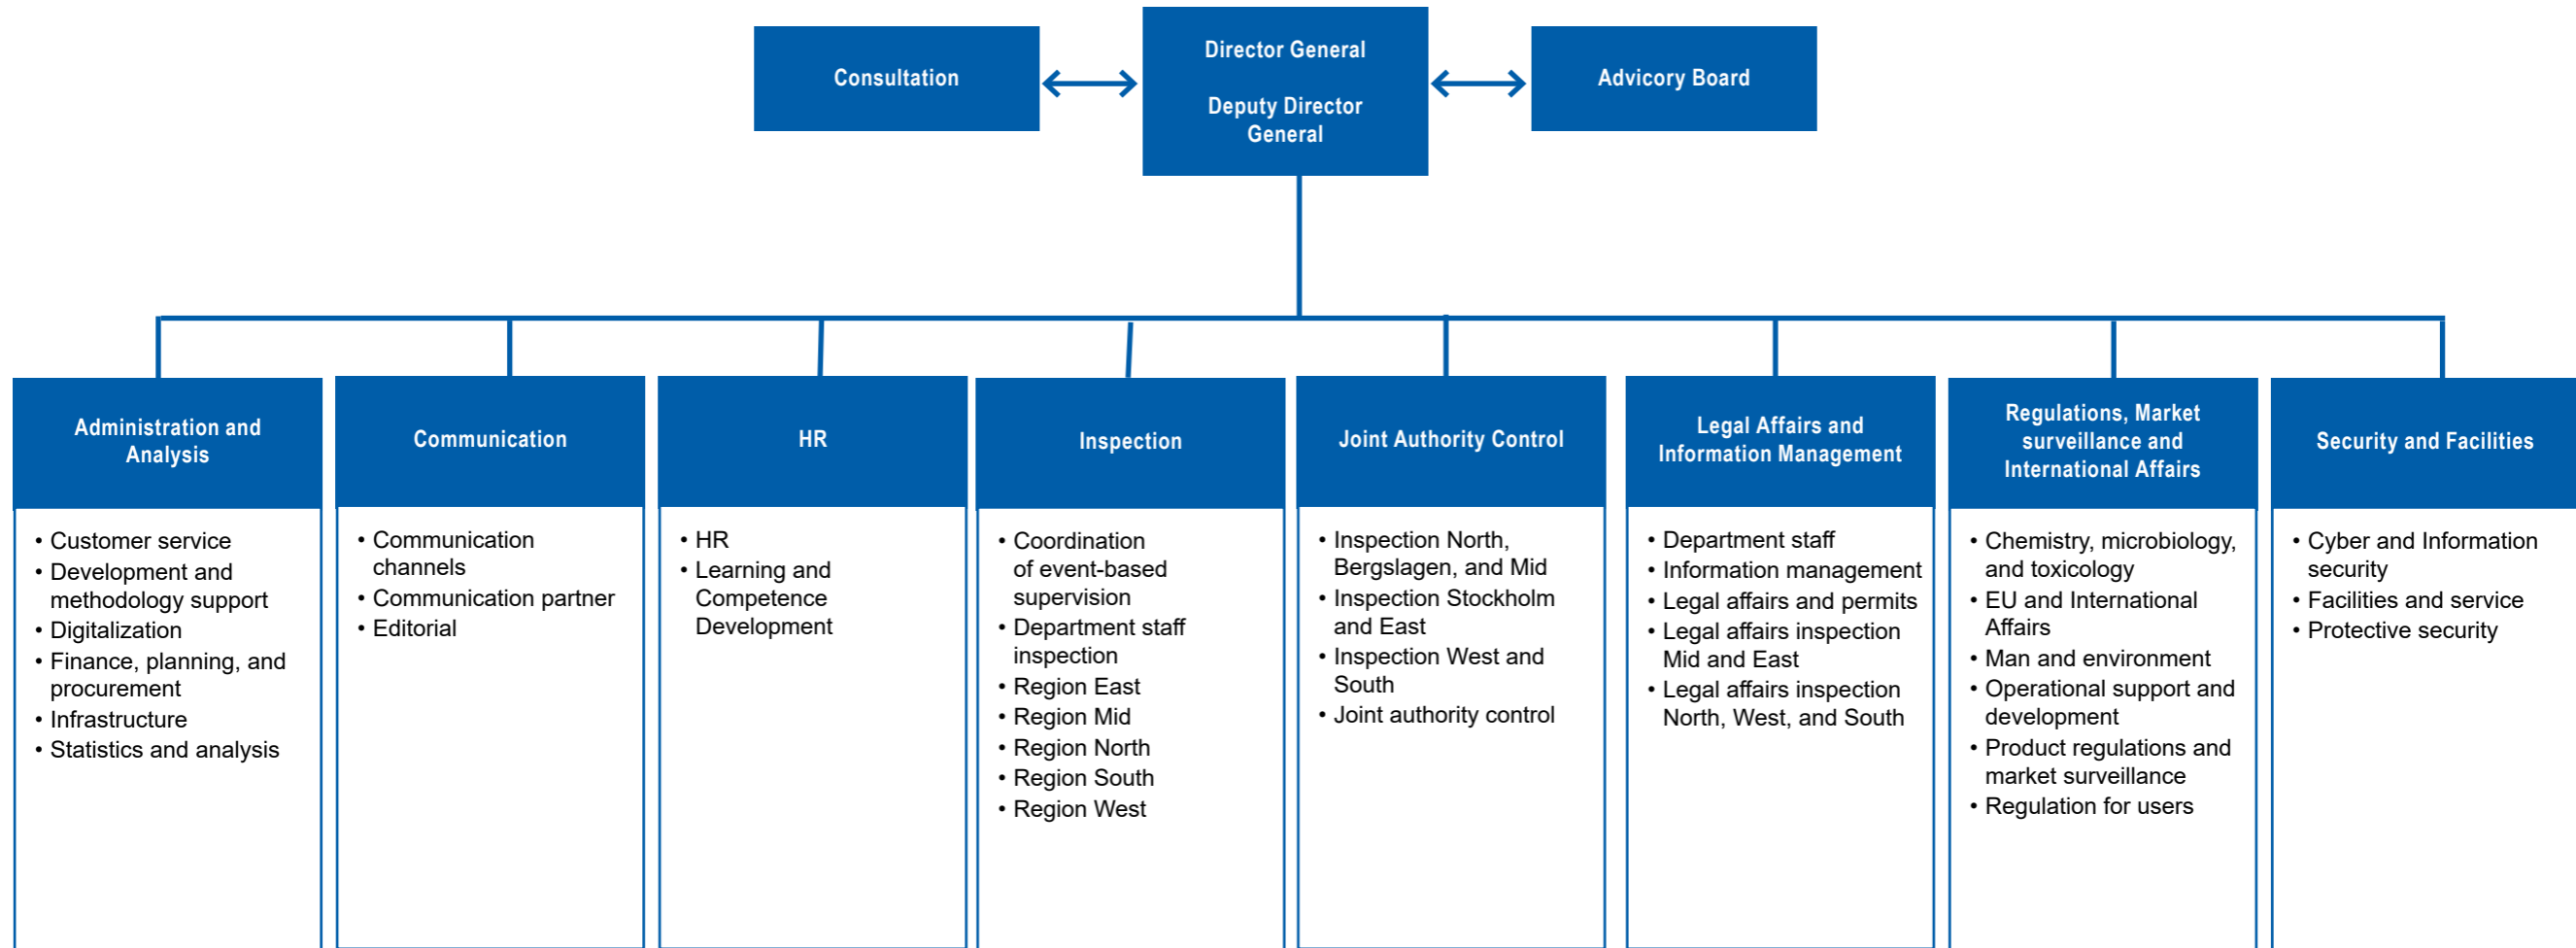 Consultation
Director General
Deputy Director
General
Advicory Board
Administration and
Analysis
• Customer service
• Development and
methodology support
• Digitalization
• Finance, planning, and
procurement
• Infrastructure
• Statistics and analysis
Communication
• Communication
channels
• Communication partner
• Editorial
HR
• HR
• Learning and
Competence
Development
Inspection
• Coordination
of event-based
supervision
• Department staff
inspection
• Region East
• Region Mid
• Region North
• Region South
• Region West
Joint Authority Control
• Inspection North,
Bergslagen, and Mid
• Inspection Stockholm
and East
• Inspection West and
South
• Joint authority control
Legal Affairs and
Information Management
• Department staff
• Information management
• Legal affairs and permits
• Legal affairs inspection
Mid and East
• Legal affairs inspection
North, West, and South
Regulations, Market
surveillance and
International Affairs
• Chemistry, microbiology,
and toxicology
• EU and International
Affairs
• Man and environment
• Operational support and
development
• Product regulations and
market surveillance
• Regulation for users
Security and Facilities
• Cyber and Information
security
• Facilities and service
• Protective security